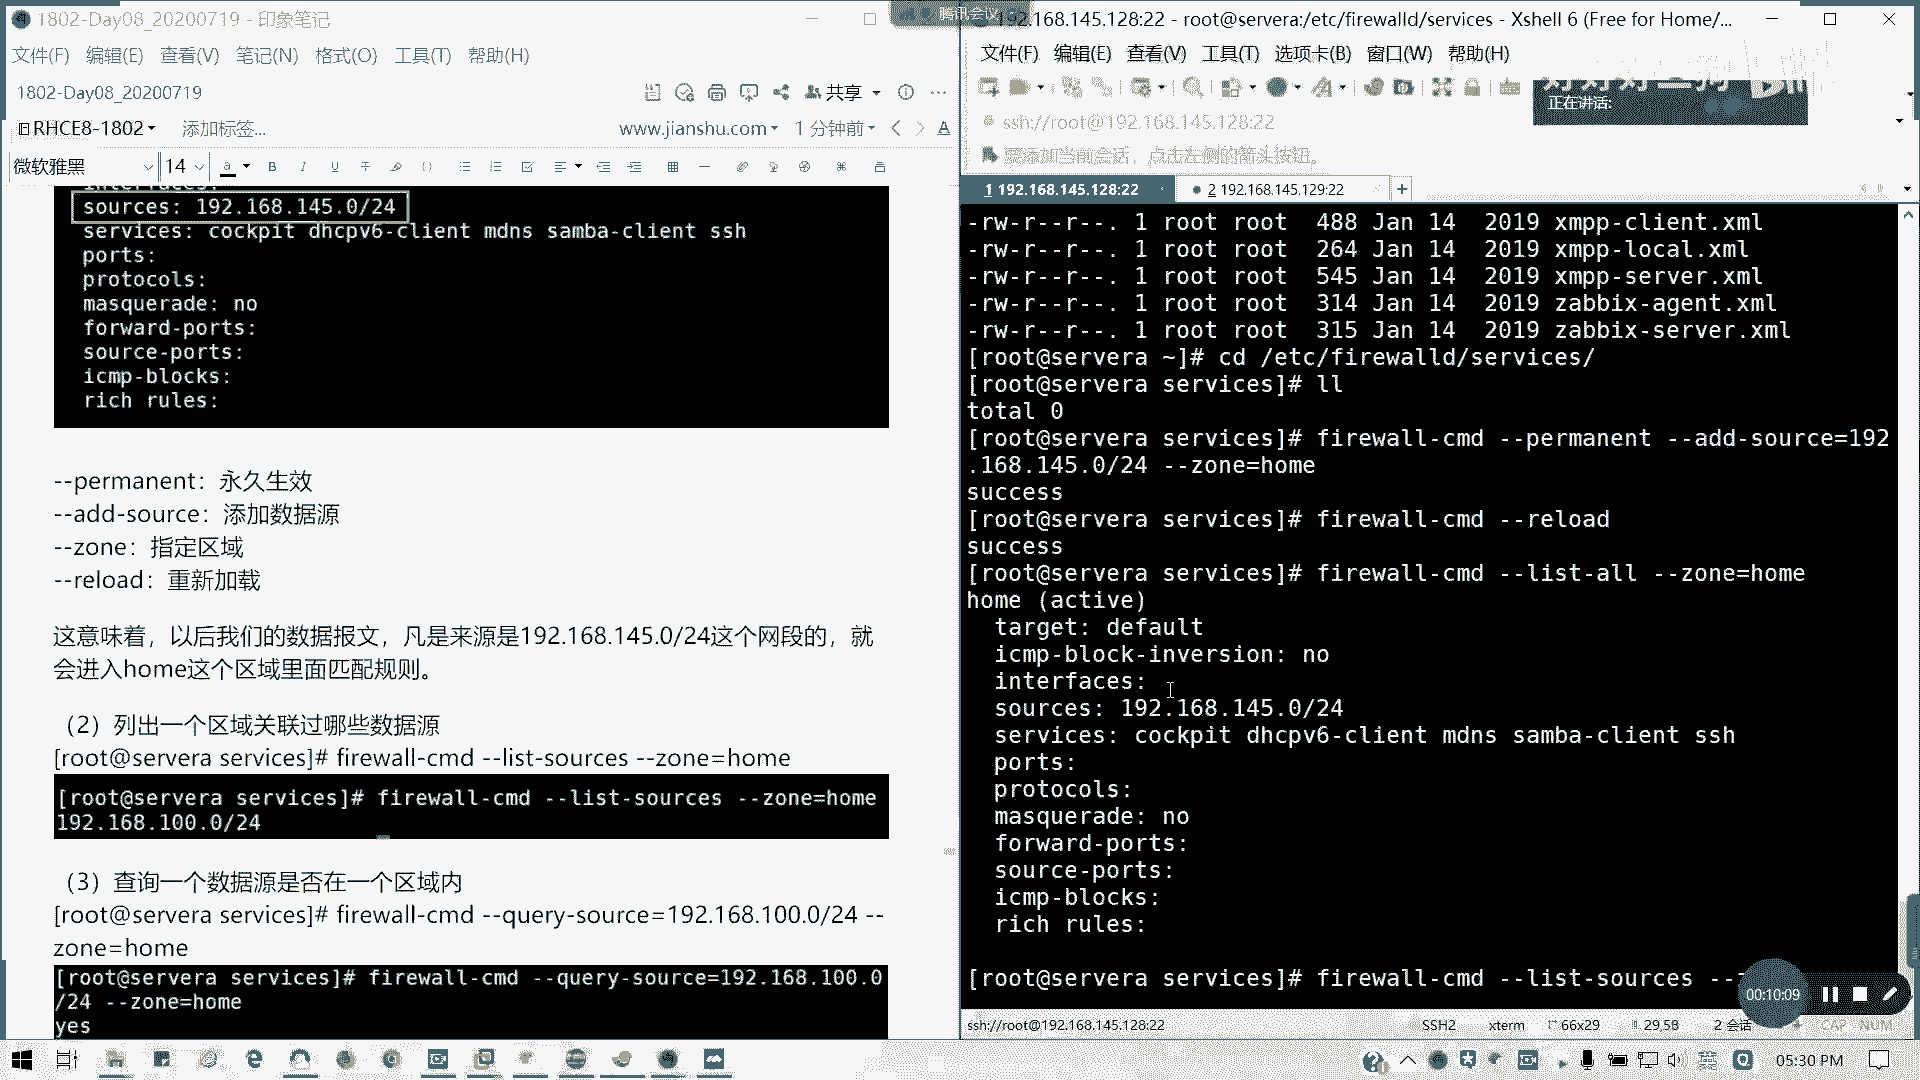 1802-Day08_20200719 - 印象笔记
文件(F) 编辑(E) 查看(V) 笔记(N) 格式(O) 工具(T) 帮助(H)
1802-Day08_20200719
共享
RHCE8-1802 添加标签...
www.jianshu.com 1 分钟前
微软雅黑 14
sources: 192.168.145.0/24
services: cockpit dhcpv6-client mdns samba-client ssh
ports:
protocols:
masquerade: no
forward-ports:
source-ports:
icmp-blocks:
rich rules:
--permanent：永久生效
--add-source：添加数据源
--zone：指定区域
--reload：重新加载
这意味着，以后我们的数据报文，凡是来源是192.168.145.0/24这个网段的，就
会进入home这个区域里面匹配规则。
（2）列出一个区域关联过哪些数据源
[root@servera services]# firewall-cmd --list-sources --zone=home
[root@servera services]# firewall-cmd --list-sources --zone=home
192.168.100.0/24
（3）查询一个数据源是否在一个区域内
[root@servera services]# firewall-cmd --query-source=192.168.100.0/24 --
zone=home
[root@servera services]# firewall-cmd --query-source=192.168.100.0
/24 --zone=home
yes
腾讯会议
192.168.145.128:22 - root@servera:/etc/firewalld/services - Xshell 6 (Free for Home/...
文件(F) 编辑(E) 查看(V) 工具(T) 选项卡(B) 窗口(W) 帮助(H)
正在讲话:
ssh://root@192.168.145.128:22
要添加当前会话，点击左侧的箭头按钮。
1 192.168.145.128:22 2 192.168.145.129:22
-rw-r--r--. 1 root root  488 Jan 14  2019 xmpp-client.xml
-rw-r--r--. 1 root root  264 Jan 14  2019 xmpp-local.xml
-rw-r--r--. 1 root root  545 Jan 14  2019 xmpp-server.xml
-rw-r--r--. 1 root root  314 Jan 14  2019 zabbix-agent.xml
-rw-r--r--. 1 root root  315 Jan 14  2019 zabbix-server.xml
[root@servera ~]# cd /etc/firewalld/services/
[root@servera services]# ll
total 0
[root@servera services]# firewall-cmd --permanent --add-source=192
.168.145.0/24 --zone=home
success
[root@servera services]# firewall-cmd --reload
success
[root@servera services]# firewall-cmd --list-all --zone=home
home (active)
target: default
icmp-block-inversion: no
interfaces:
sources: 192.168.145.0/24
services: cockpit dhcpv6-client mdns samba-client ssh
ports:
protocols:
masquerade: no
forward-ports:
source-ports:
icmp-blocks:
rich rules:
[root@servera services]# firewall-cmd --list-sources --
00:10:09
ssh://root@192.168.145.128:22 SSH2 xterm 66x29 29,58 2 会话 CAP NUM
英 05:30 PM